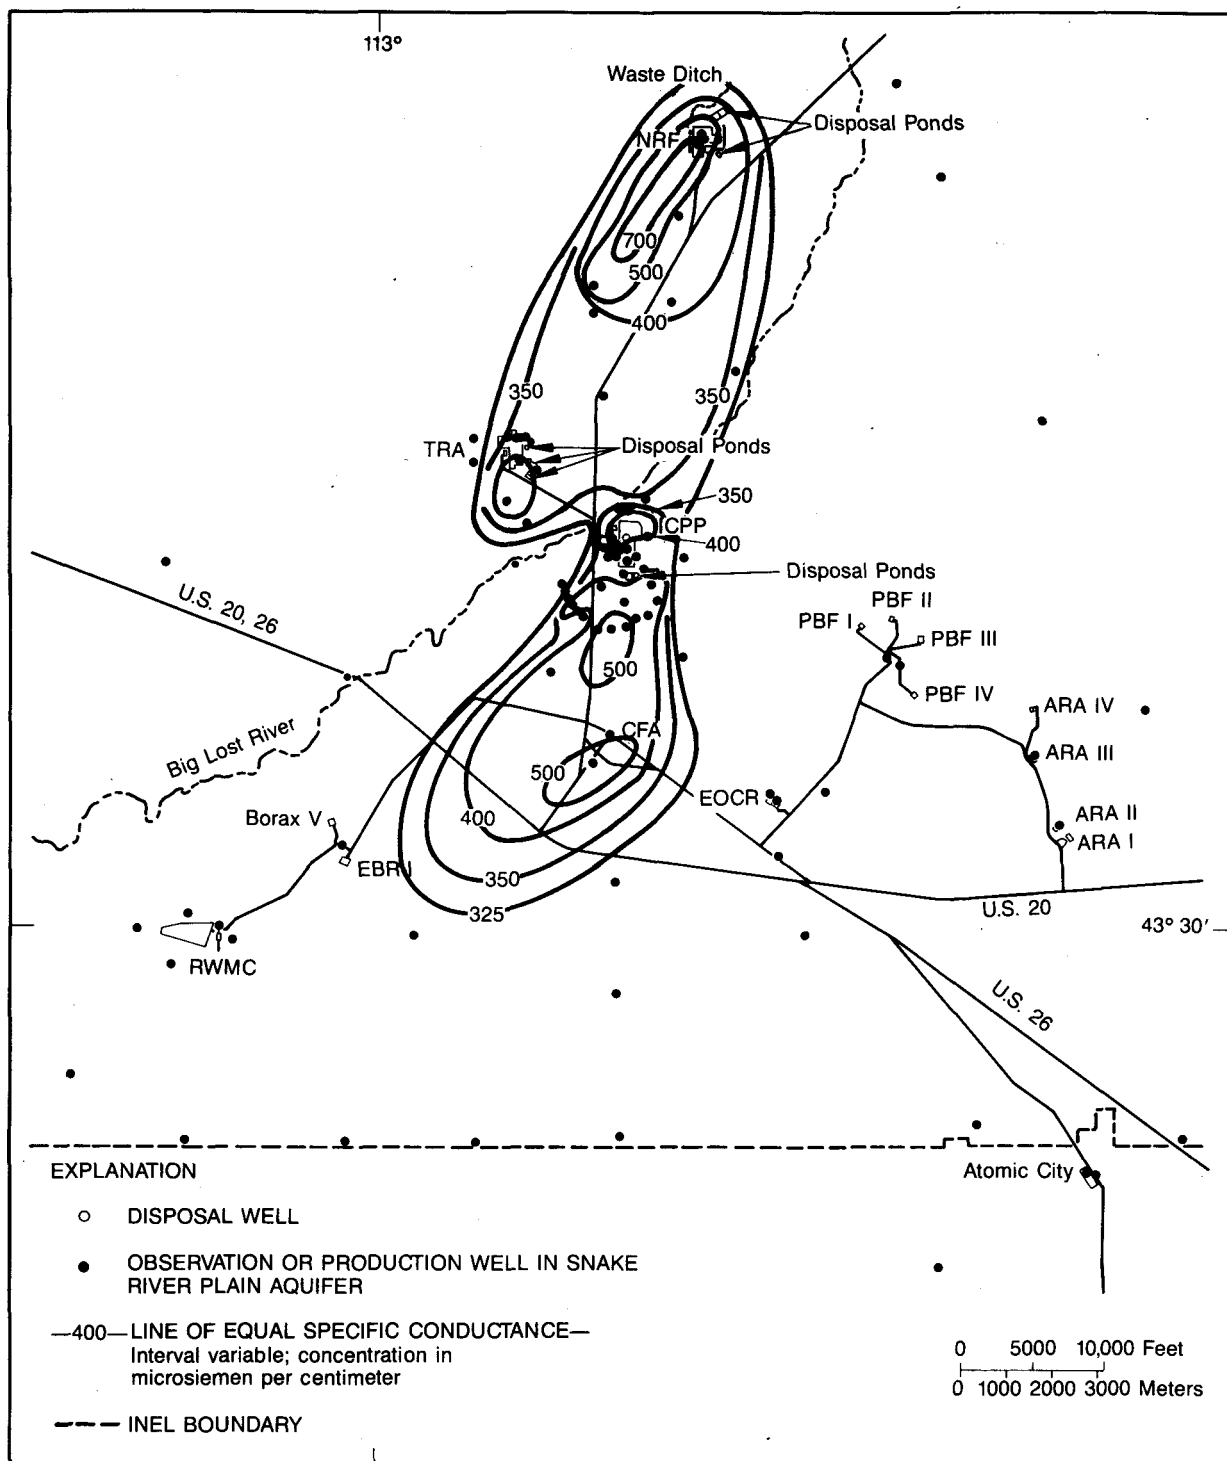 113°
Waste Ditch
Disposal Ponds
NRF
700
500
400
350
350
TRA
Disposal Ponds
350
ICPP
400
Disposal Ponds
U.S. 20, 26
PBF II
PBF I
PBF III
500
PBF IV
ARA IV
CFA
Big Lost River
ARA III
500
EOCR
Borax V
400
ARA II
ARA I
EBR I
350
U.S. 20
325
43° 30'
RWMC
U.S. 26
EXPLANATION
Atomic City
DISPOSAL WELL
OBSERVATION OR PRODUCTION WELL IN SNAKE
RIVER PLAIN AQUIFER
—400— LINE OF EQUAL SPECIFIC CONDUCTANCE—
Interval variable; concentration in
microsiemen per centimeter
0 5000 10,000 Feet
0 1000 2000 3000 Meters
INEL BOUNDARY